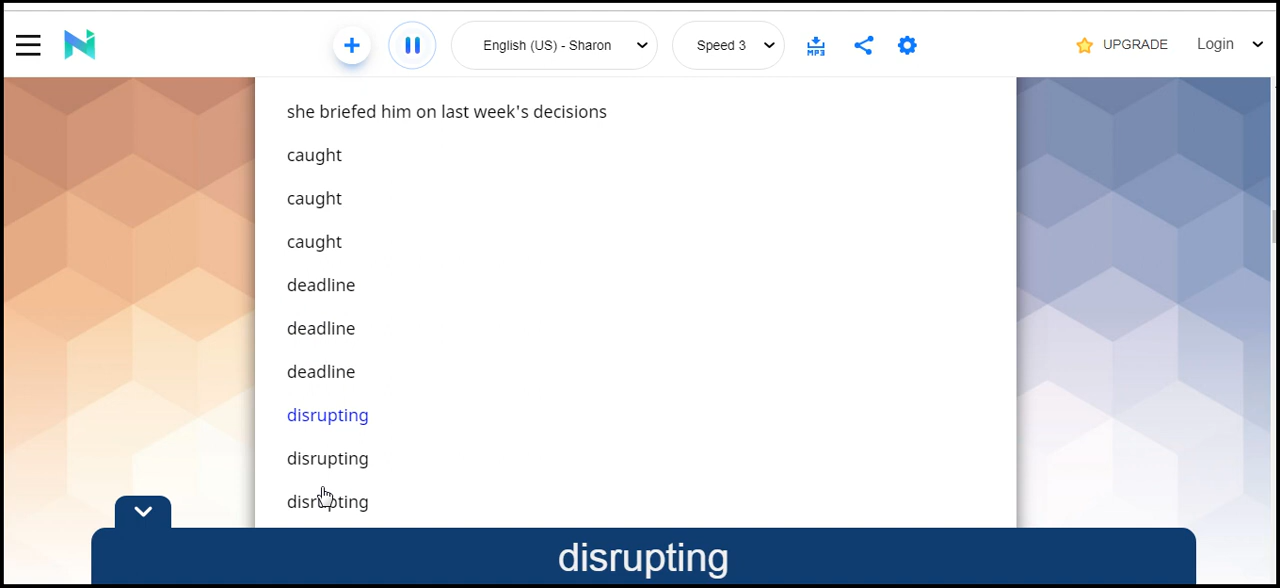 English (US) - Sharon
Speed 3
MP3
UPGRADE
Login
she briefed him on last week's decisions
caught
caught
caught
deadline
deadline
deadline
disrupting
disrupting
disrupting
disrupting